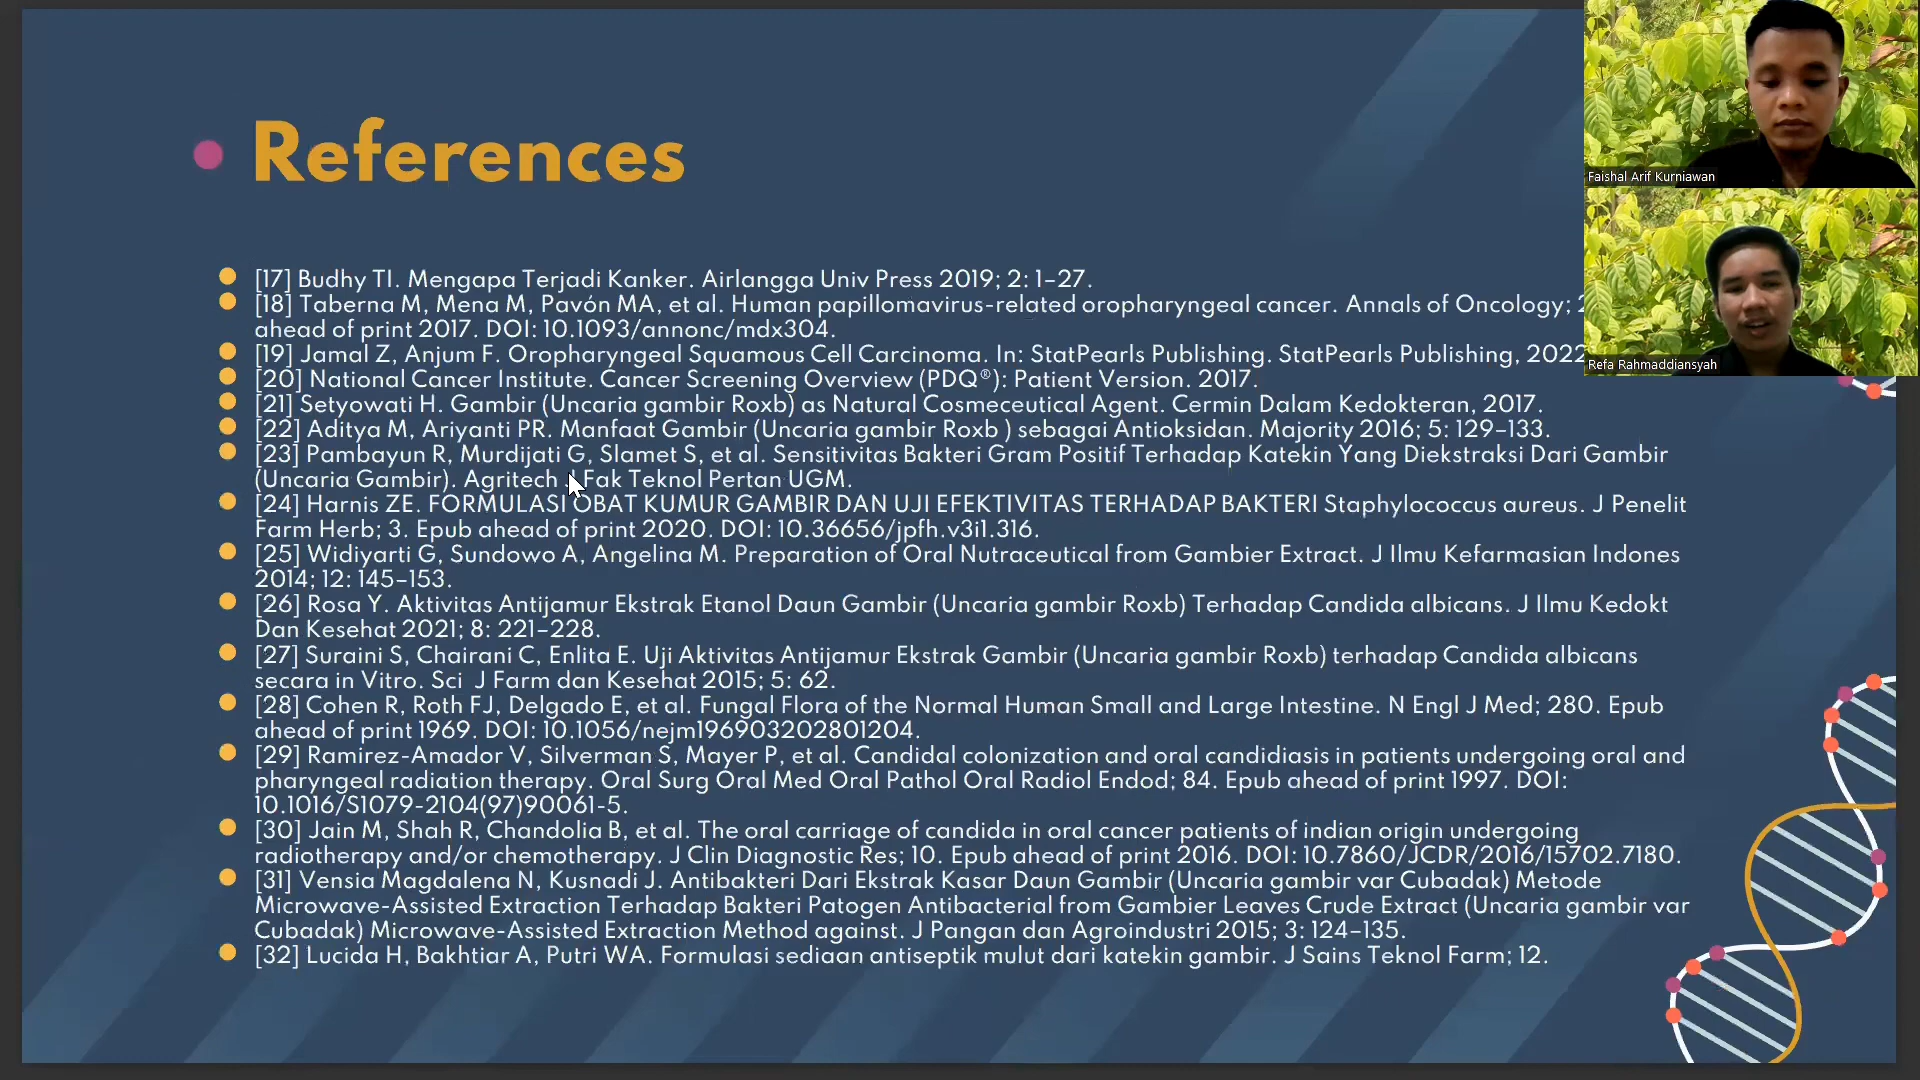 References
[17] Budhy TI. Mengapa Terjadi Kanker. Airlangga Univ Press 2019; 2: 1–27.
[18] Taberna M, Mena M, Pavón MA, et al. Human papillomavirus-related oropharyngeal cancer. Annals of Oncology;
ahead of print 2017. DOI: 10.1093/annonc/mdx304.
[19] Jamal Z, Anjum F. Oropharyngeal Squamous Cell Carcinoma. In: StatPearls Publishing. StatPearls Publishing, 2022
[20] National Cancer Institute. Cancer Screening Overview (PDQ®): Patient Version. 2017.
[21] Setyowati H. Gambir (Uncaria gambir Roxb) as Natural Cosmeceutical Agent. Cermin Dalam Kedokteran, 2017.
[22] Aditya M, Ariyanti PR. Manfaat Gambir (Uncaria gambir Roxb ) sebagai Antioksidan. Majority 2016; 5: 129–133.
[23] Pambayun R, Murdijati G, Slamet S, et al. Sensitivitas Bakteri Gram Positif Terhadap Katekin Yang Diekstraksi Dari Gambir
(Uncaria Gambir). Agritech J Fak Teknol Pertan UGM.
[24] Harnis ZE. FORMULASI OBAT KUMUR GAMBIR DAN UJI EFEKTIVITAS TERHADAP BAKTERI Staphylococcus aureus. J Penelit
Farm Herb; 3. Epub ahead of print 2020. DOI: 10.36656/jpfh.v3i1.316.
[25] Widiyarti G, Sundowo A, Angelina M. Preparation of Oral Nutraceutical from Gambier Extract. J Ilmu Kefarmasian Indones
2014; 12: 145–153.
[26] Rosa Y. Aktivitas Antijamur Ekstrak Etanol Daun Gambir (Uncaria gambir Roxb) Terhadap Candida albicans. J Ilmu Kedokt
Dan Kesehat 2021; 8: 221–228.
[27] Suraini S, Chairani C, Enlita E. Uji Aktivitas Antijamur Ekstrak Gambir (Uncaria gambir Roxb) terhadap Candida albicans
secara in Vitro. Sci J Farm dan Kesehat 2015; 5: 62.
[28] Cohen R, Roth FJ, Delgado E, et al. Fungal Flora of the Normal Human Small and Large Intestine. N Engl J Med; 280. Epub
ahead of print 1969. DOI: 10.1056/nejm196903202801204.
[29] Ramirez-Amador V, Silverman S, Mayer P, et al. Candidal colonization and oral candidiasis in patients undergoing oral and
pharyngeal radiation therapy. Oral Surg Oral Med Oral Pathol Oral Radiol Endod; 84. Epub ahead of print 1997. DOI:
10.1016/S1079-2104(97)90061-5.
[30] Jain M, Shah R, Chandolia B, et al. The oral carriage of candida in oral cancer patients of indian origin undergoing
radiotherapy and/or chemotherapy. J Clin Diagnostic Res; 10. Epub ahead of print 2016. DOI: 10.7860/JCDR/2016/15702.7180.
[31] Vensia Magdalena N, Kusnadi J. Antibakteri Dari Ekstrak Kasar Daun Gambir (Uncaria gambir var Cubadak) Metode
Microwave-Assisted Extraction Terhadap Bakteri Patogen Antibacterial from Gambier Leaves Crude Extract (Uncaria gambir var
Cubadak) Microwave-Assisted Extraction Method against. J Pangan dan Agroindustri 2015; 3: 124–135.
[32] Lucida H, Bakhtiar A, Putri WA. Formulasi sediaan antiseptik mulut dari katekin gambir. J Sains Teknol Farm; 12.
Faishal Arif Kurniawan
Refa Rahmaddiansyah